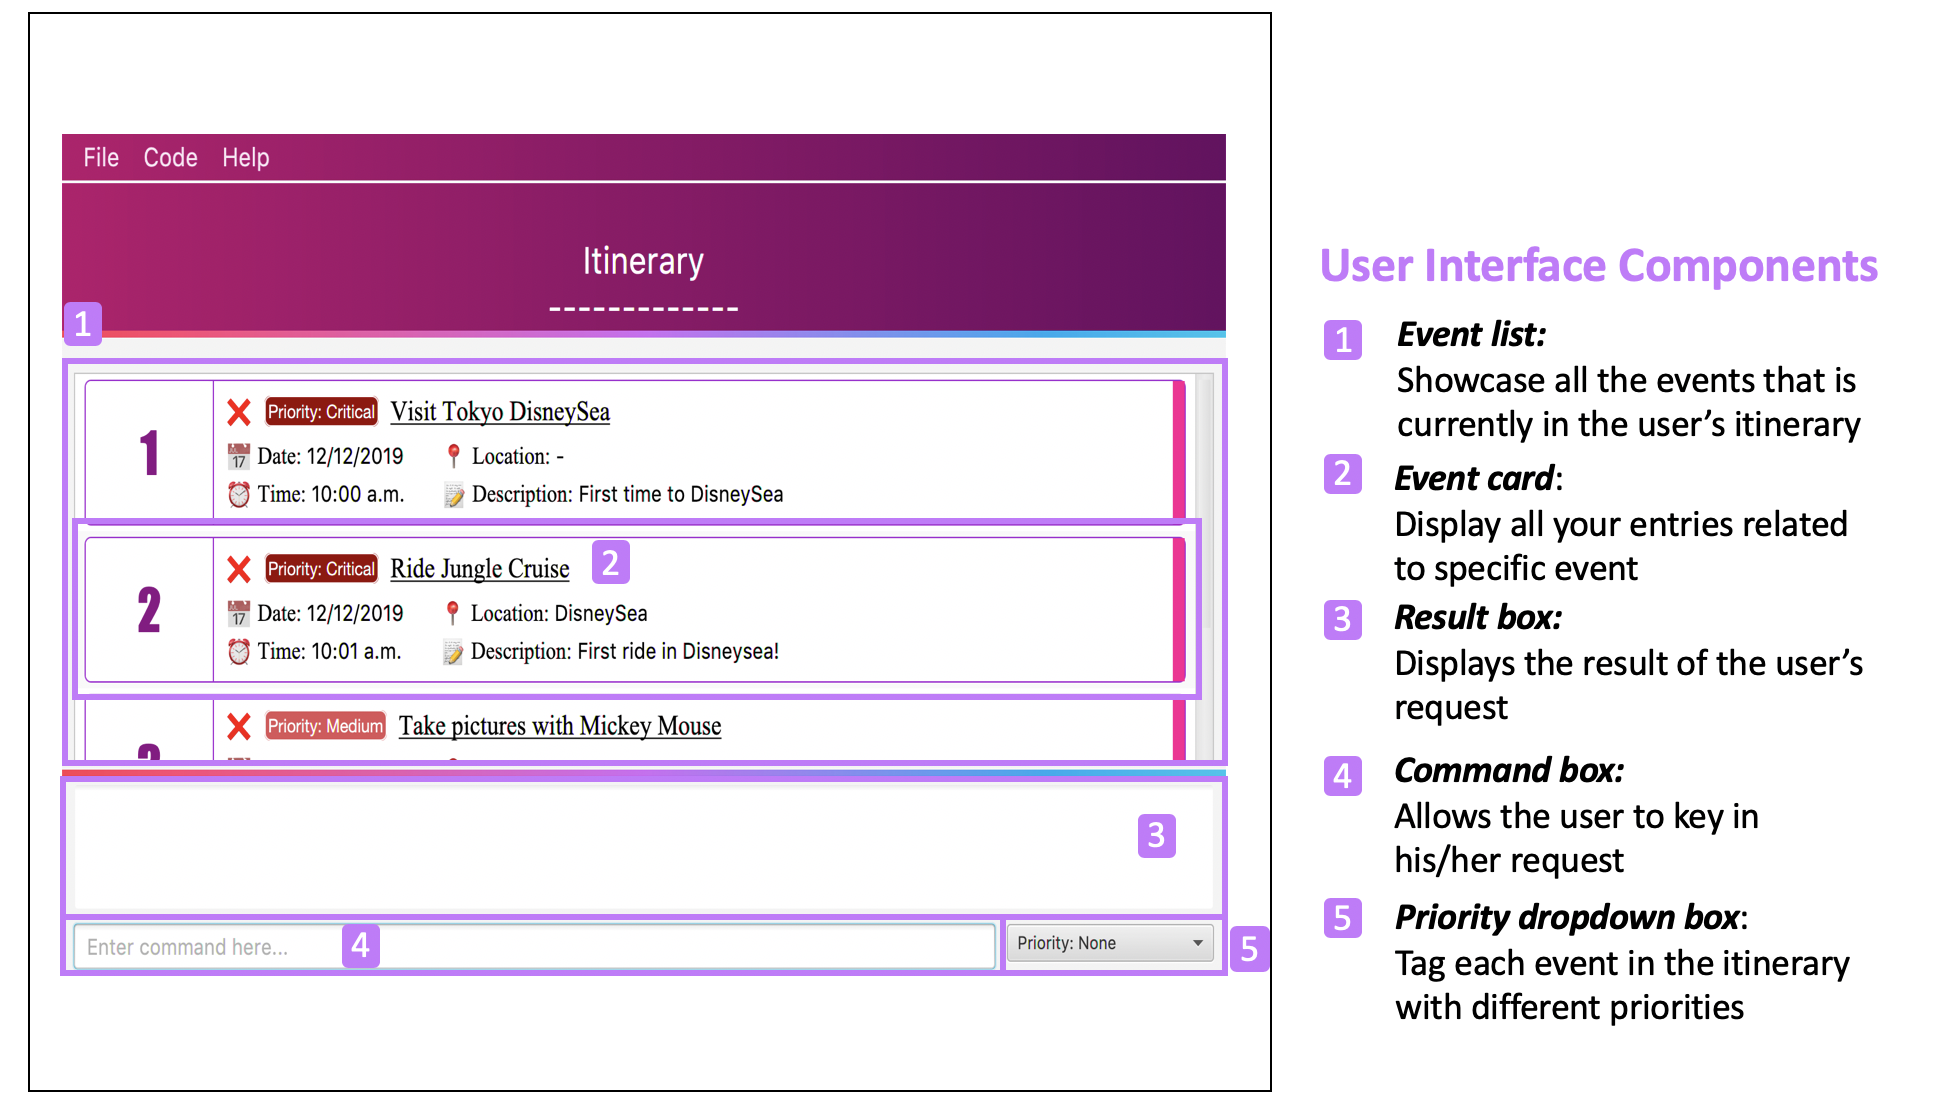 File Code Help
Itinerary
-------------
1
1
❌ Priority: Critical Visit Tokyo DisneySea
17 Date: 12/12/2019 Location: -
Time: 10:00 a.m. Description: First time to DisneySea
2
❌ Priority: Critical Ride Jungle Cruise 2
17 Date: 12/12/2019 Location: DisneySea
Time: 10:01 a.m. Description: First ride in Disneysea!
❌ Priority: Medium Take pictures with Mickey Mouse
3
Enter command here... 4
Priority: None 5
User Interface Components
1 Event list:
Showcase all the events that is
currently in the user’s itinerary
2 Event card:
Display all your entries related
to specific event
3 Result box:
Displays the result of the user’s
request
4 Command box:
Allows the user to key in
his/her request
5 Priority dropdown box:
Tag each event in the itinerary
with different priorities